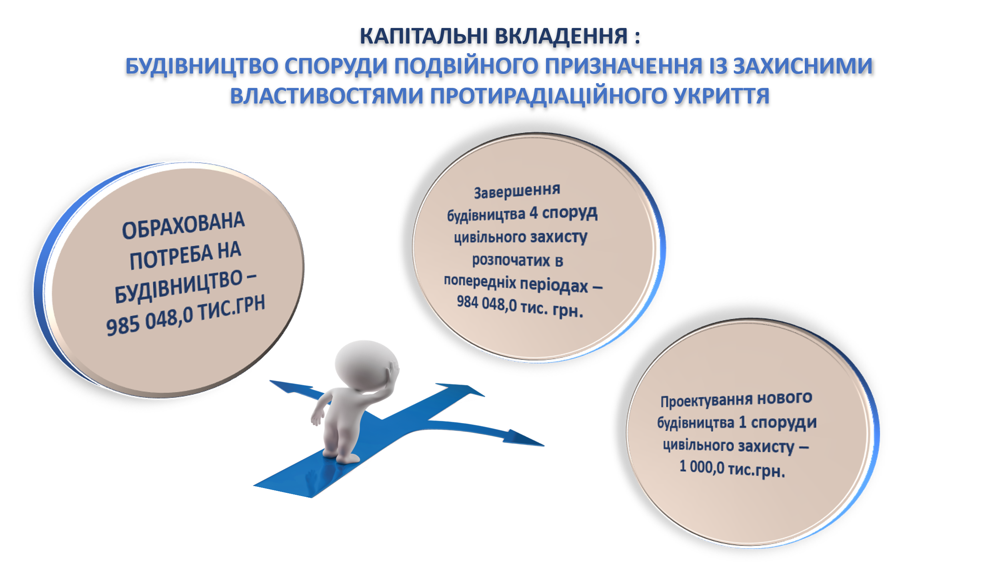 КАПІТАЛЬНІ ВКЛАДЕННЯ :
БУДІВНИЦТВО СПОРУДИ ПОДВІЙНОГО ПРИЗНАЧЕННЯ ІЗ ЗАХИСНИМИ
ВЛАСТИВОСТЯМИ ПРОТИРАДІАЦІЙНОГО УКРИТТЯ
ОБРАХОВАНА
ПОТРЕБА НА
БУДІВНИЦТВО –
985 048,0 ТИС.ГРН
Завершення
будівництва 4 споруд
цивільного захисту
розпочатих в
попередніх періодах –
984 048,0 тис. грн.
Проектування нового
будівництва 1 споруди
цивільного захисту –
1 000,0 тис.грн.